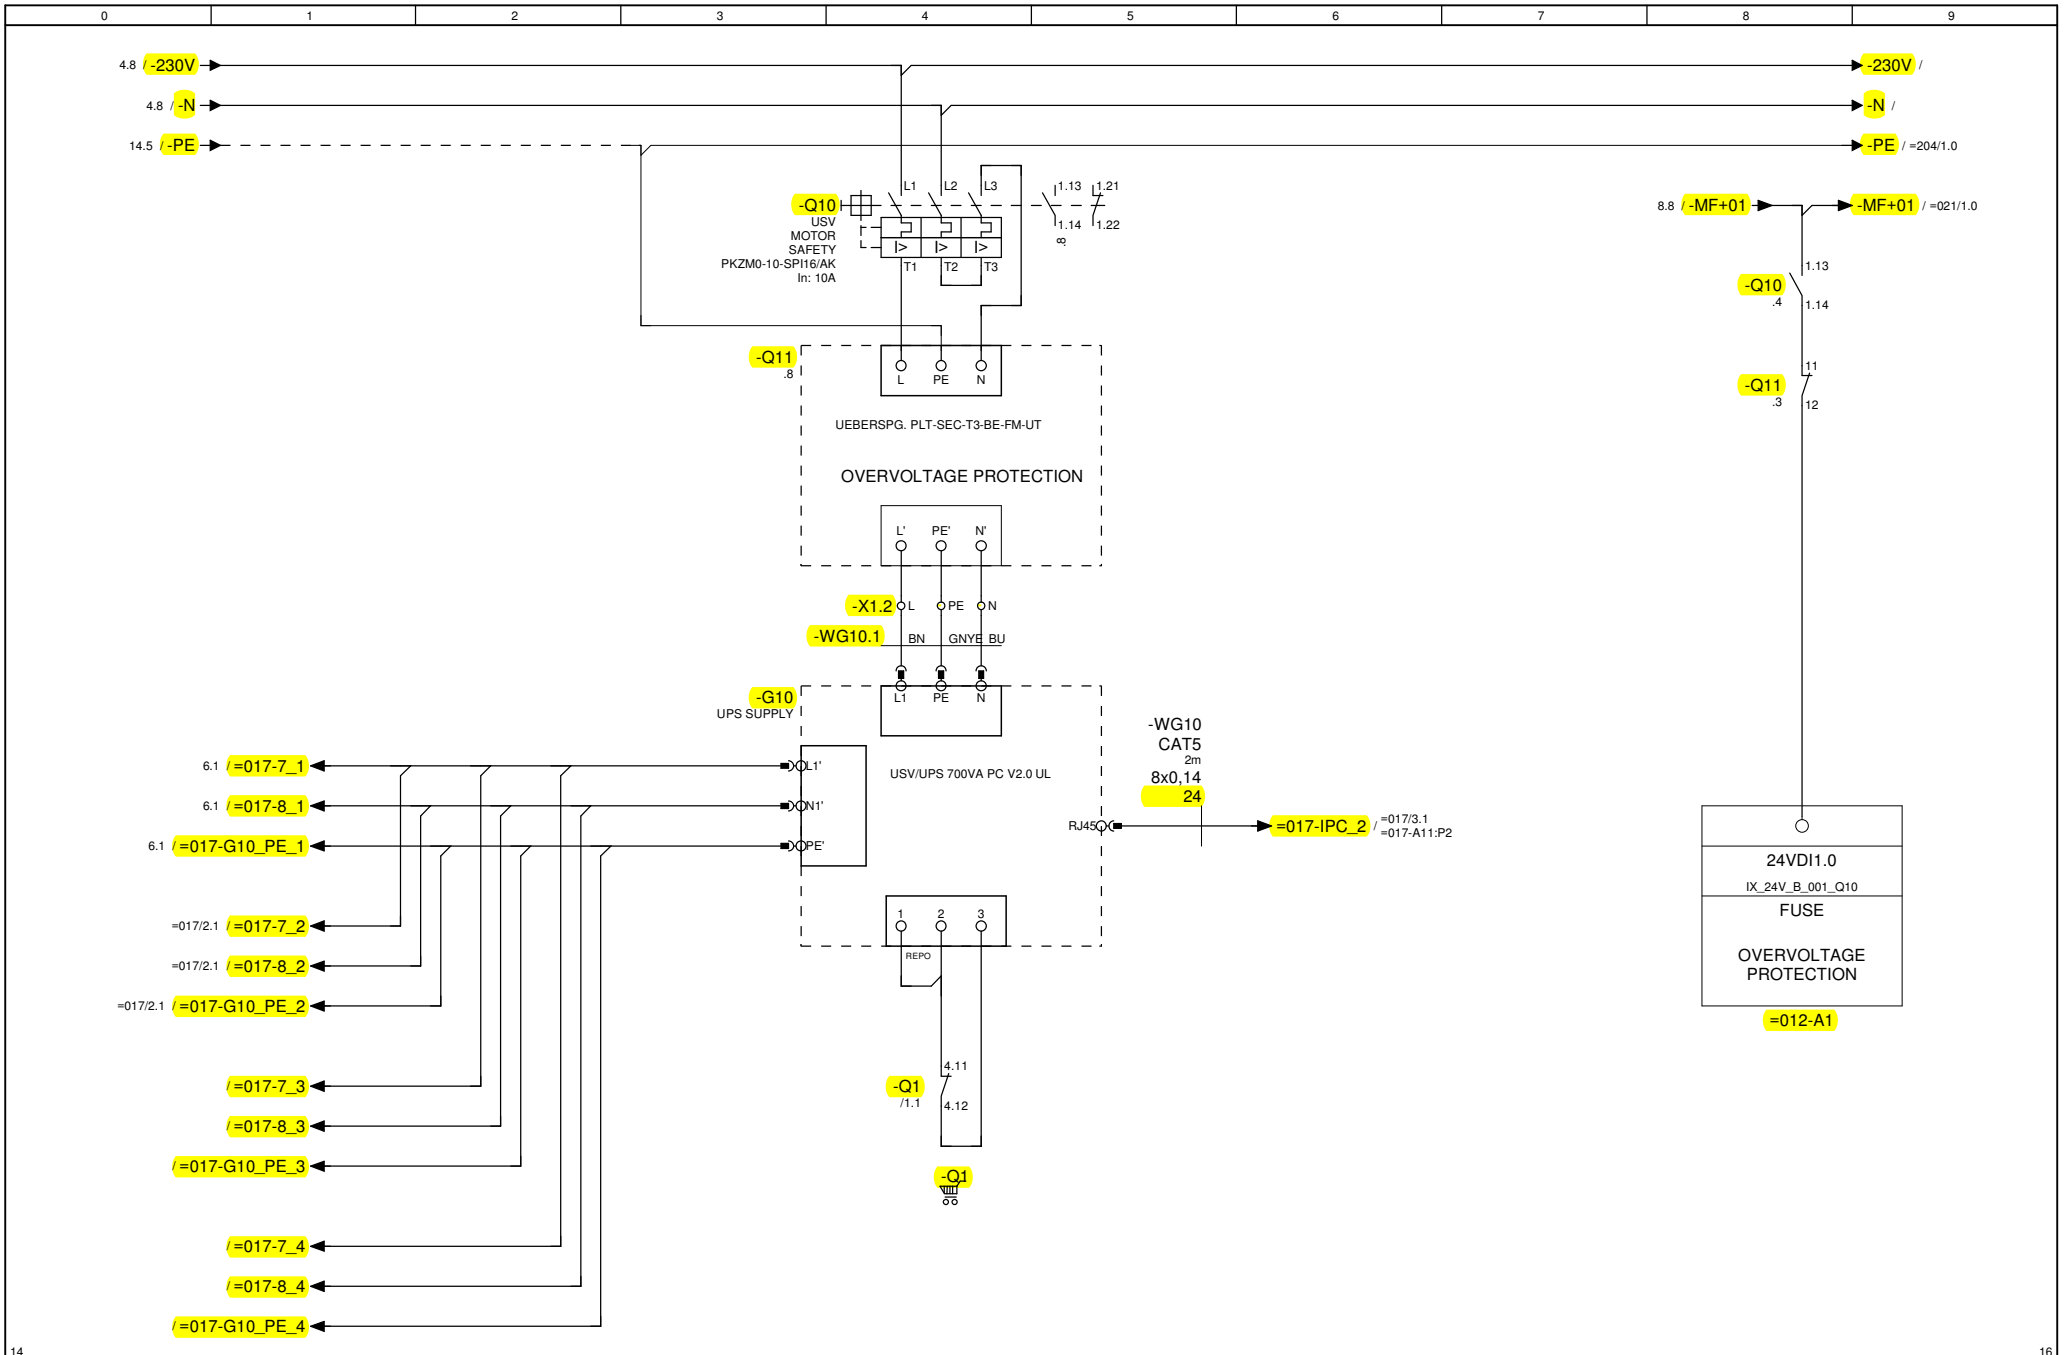 0 1 2 3 4 5 6 7 8 9
4.8 / -230V
-230V /
4.8 / -N
-N /
14.5 / -PE
-PE / =204/1.0
L1 L2 L3
1.13 1.21
-Q10
USV
MOTOR
SAFETY
PKZM0-10-SPI16/AK
In: 10A
I> I> I>
T1 T2 T3
1.14 1.22
.8
8.8 / -MF+01
-MF+01 / =021/1.0
1.13
-Q10
.4
1.14
-Q11
.8
L PE N
UEBERSPG. PLT-SEC-T3-BE-FM-UT
OVERVOLTAGE PROTECTION
L' PE' N'
11
-Q11
.3
12
-X1.2 L PE N
-WG10.1 BN GNYE BU
-G10
UPS SUPPLY
L1 PE N
USV/UPS 700VA PC V2.0 UL
L1'
N1'
PE'
RJ45
-WG10
CAT5
2m
8x0,14
24
=017-IPC_2 / =017/3.1
=017-A11:P2
6.1 / =017-7_1
6.1 / =017-8_1
6.1 / =017-G10_PE_1
=017/2.1 / =017-7_2
=017/2.1 / =017-8_2
=017/2.1 / =017-G10_PE_2
/ =017-7_3
/ =017-8_3
/ =017-G10_PE_3
/ =017-7_4
/ =017-8_4
/ =017-G10_PE_4
1 2 3
REPO
4.11
-Q1
/1.1
4.12
-Q1
24VDI1.0
IX_24V_B_001_Q10
FUSE
OVERVOLTAGE
PROTECTION
=012-A1
14
16